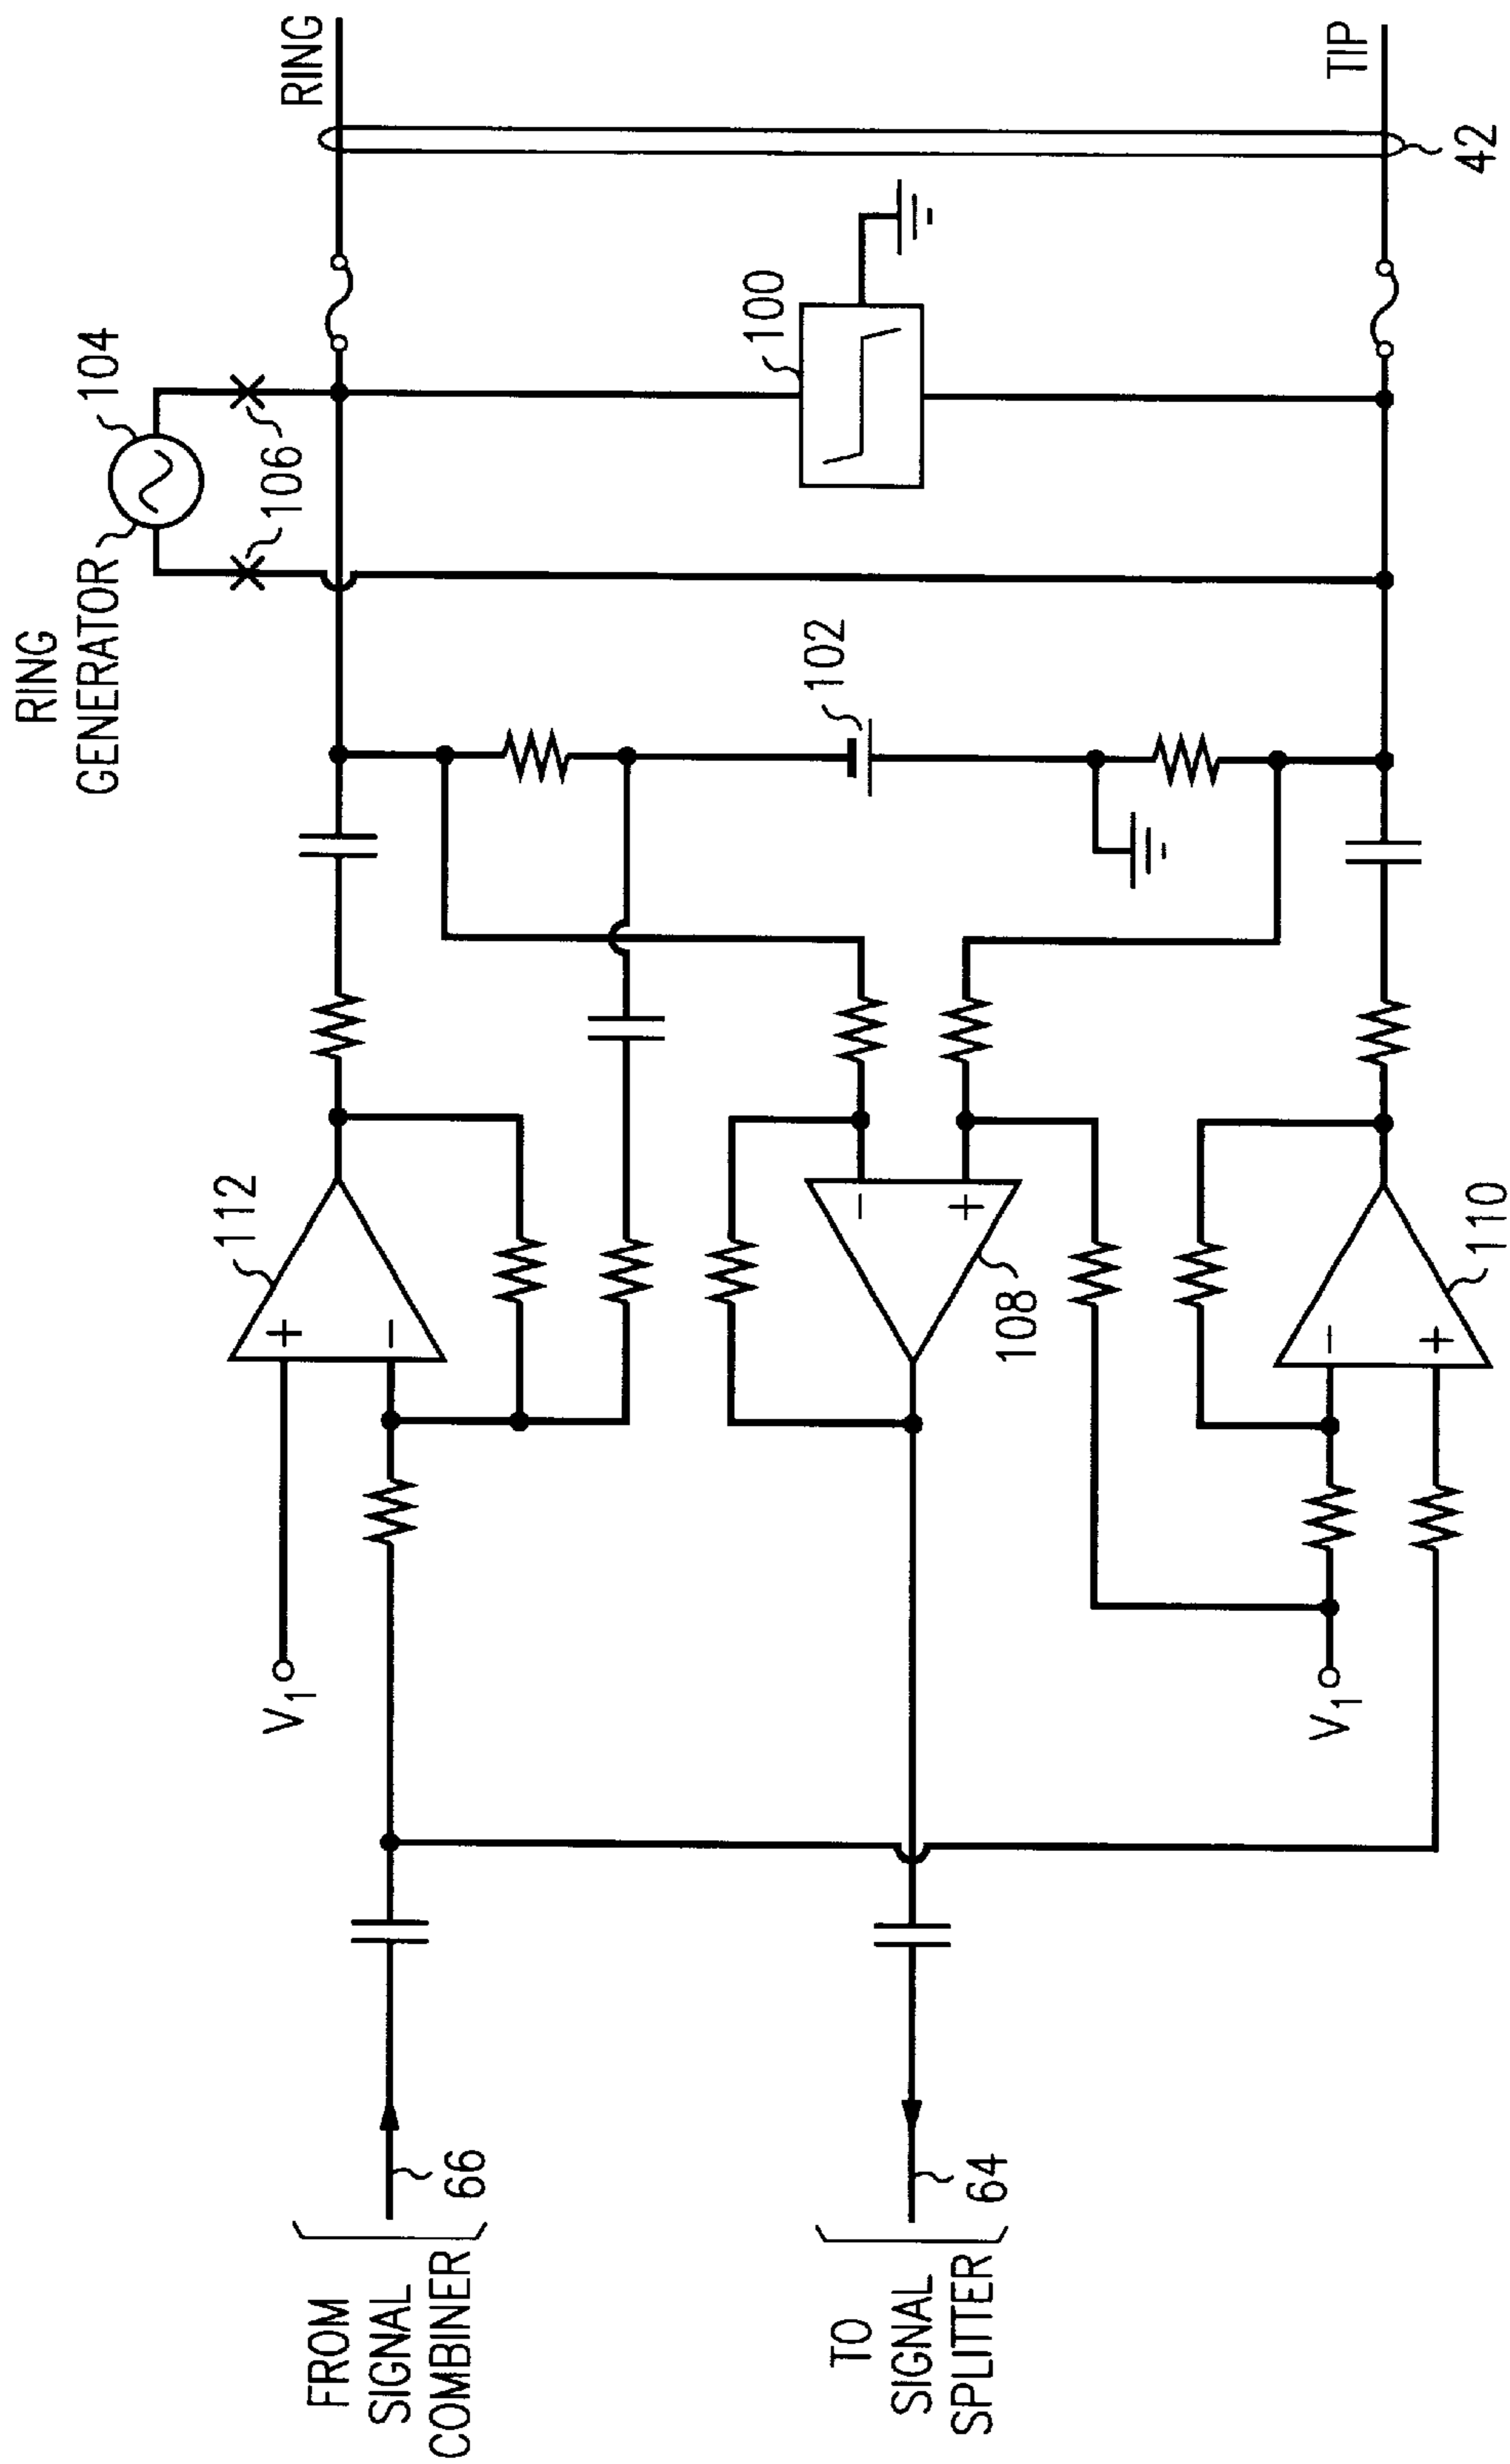 RING
GENERATOR
104
RING
106
112
V1
102
100
FROM
SIGNAL
COMBINER
66
+
−
−
+
108
TO
SIGNAL
SPLITTER
64
V1
−
+
110
TIP
42